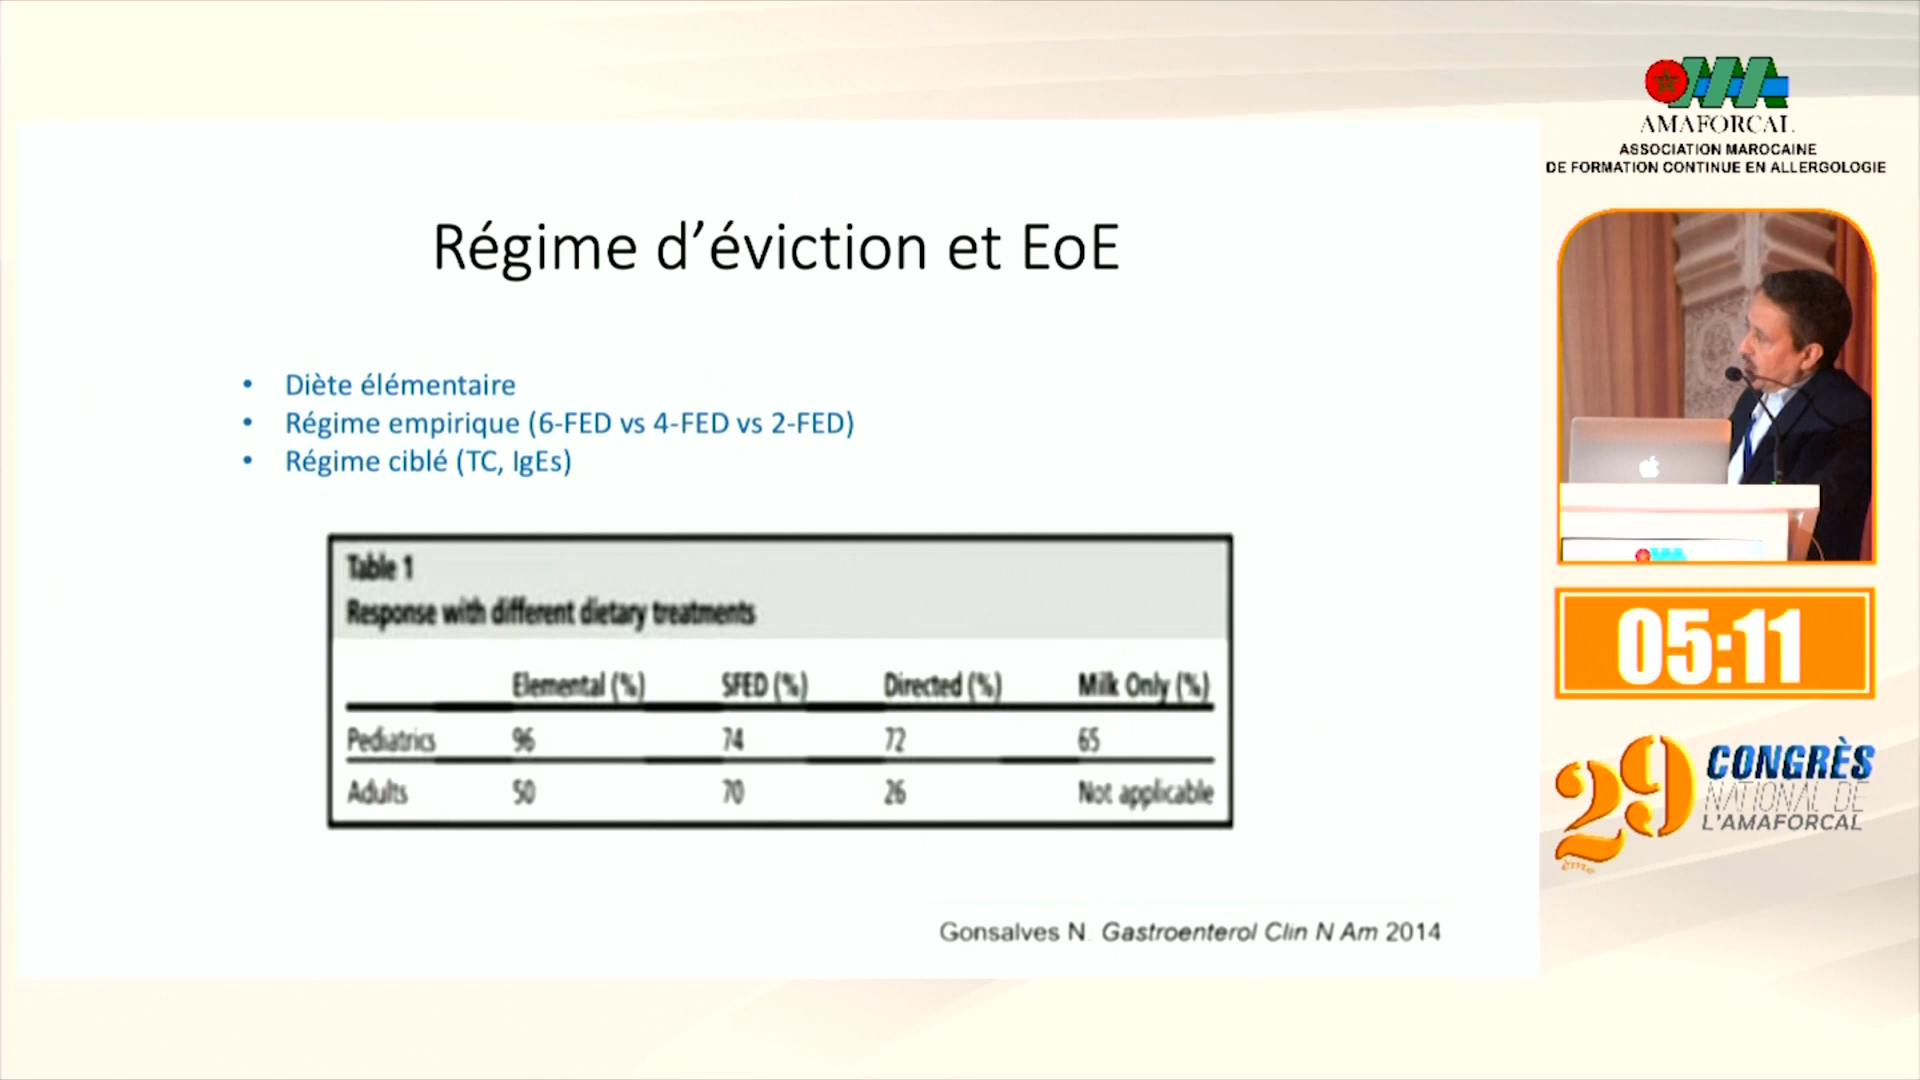 AMAFORCAL
ASSOCIATION MAROCAINE
DE FORMATION CONTINUE EN ALLERGOLOGIE
Régime d’éviction et EoE
• Diète élémentaire
• Régime empirique (6-FED vs 4-FED vs 2-FED)
• Régime ciblé (TC, IgEs)
Table 1
Response with different dietary treatments
Elemental (%) SFED (%) Directed (%) Milk Only (%)
Pediatrics 96 74 72 65
Adults 50 70 26 Not applicable
Gonsalves N. Gastroenterol Clin N Am 2014
05:11
29 ème
CONGRÈS
NATIONAL DE
L'AMAFORCAL